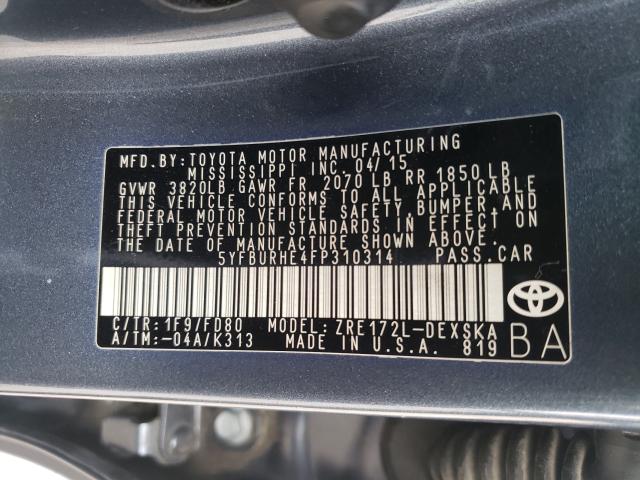 MFD.BY:TOYOTA MOTOR MANUFACTURING
MISSISSIPPI INC. 04/15
GVWR 3820LB GAWR FR 2070 LB RR 1850 LB
THIS VEHICLE CONFORMS TO ALL APPLICABLE
FEDERAL MOTOR VEHICLE SAFETY, BUMPER AND
THEFT PREVENTION STANDARDS IN EFFECT ON
THE DATE OF MANUFACTURE SHOWN ABOVE.
5YFBURHE4FP310314 PASS.CAR
C/TR: 1F9/FD80 MODEL: ZRE172L-DEXSKA
A/TM:-04A/K313 MADE IN U.S.A. 819
BA